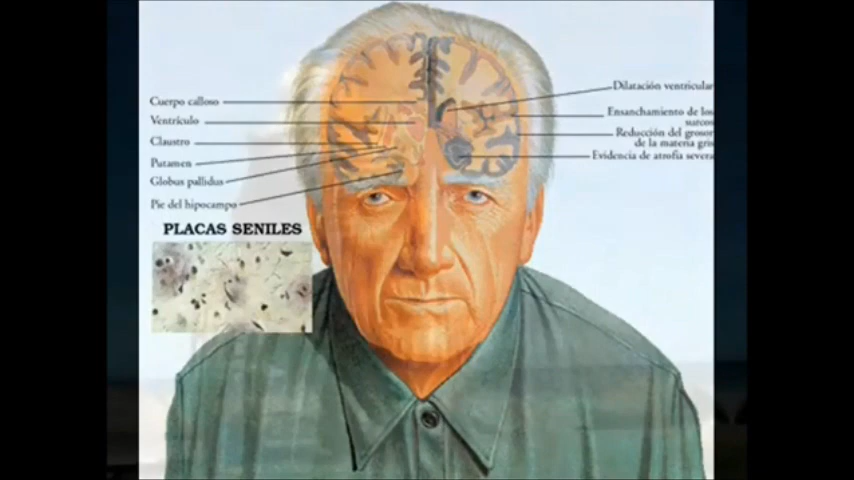 Cuerpo calloso
Ventrículo
Claustro
Putamen
Globus pallidus
Pie del hipocampo
PLACAS SENILES
Dilatación ventricular
Ensanchamiento de los
surcos
Reducción del grosor
de la materia gris
Evidencia de atrofia severa